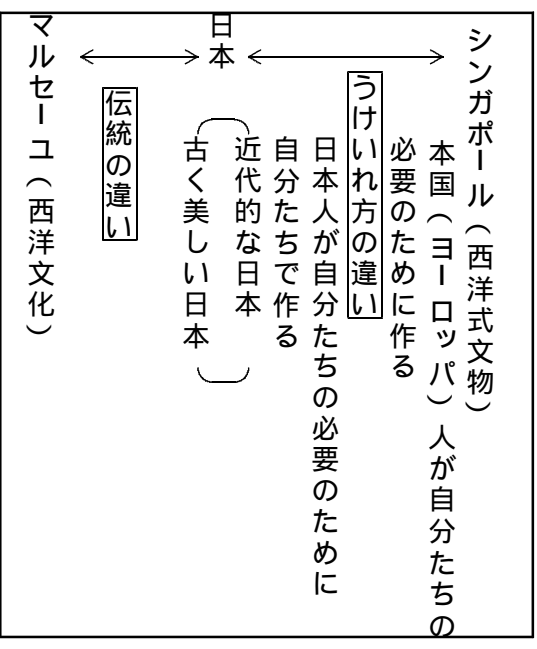 シンガポール（西洋式文物）
本国（ヨーロッパ）人が自分たちの
必要のために作る
うけいれ方の違い
日本人が自分たちの必要のために
自分たちで作る
近代的な日本
日本
古く美しい日本
伝統の違い
マルセーユ（西洋文化）